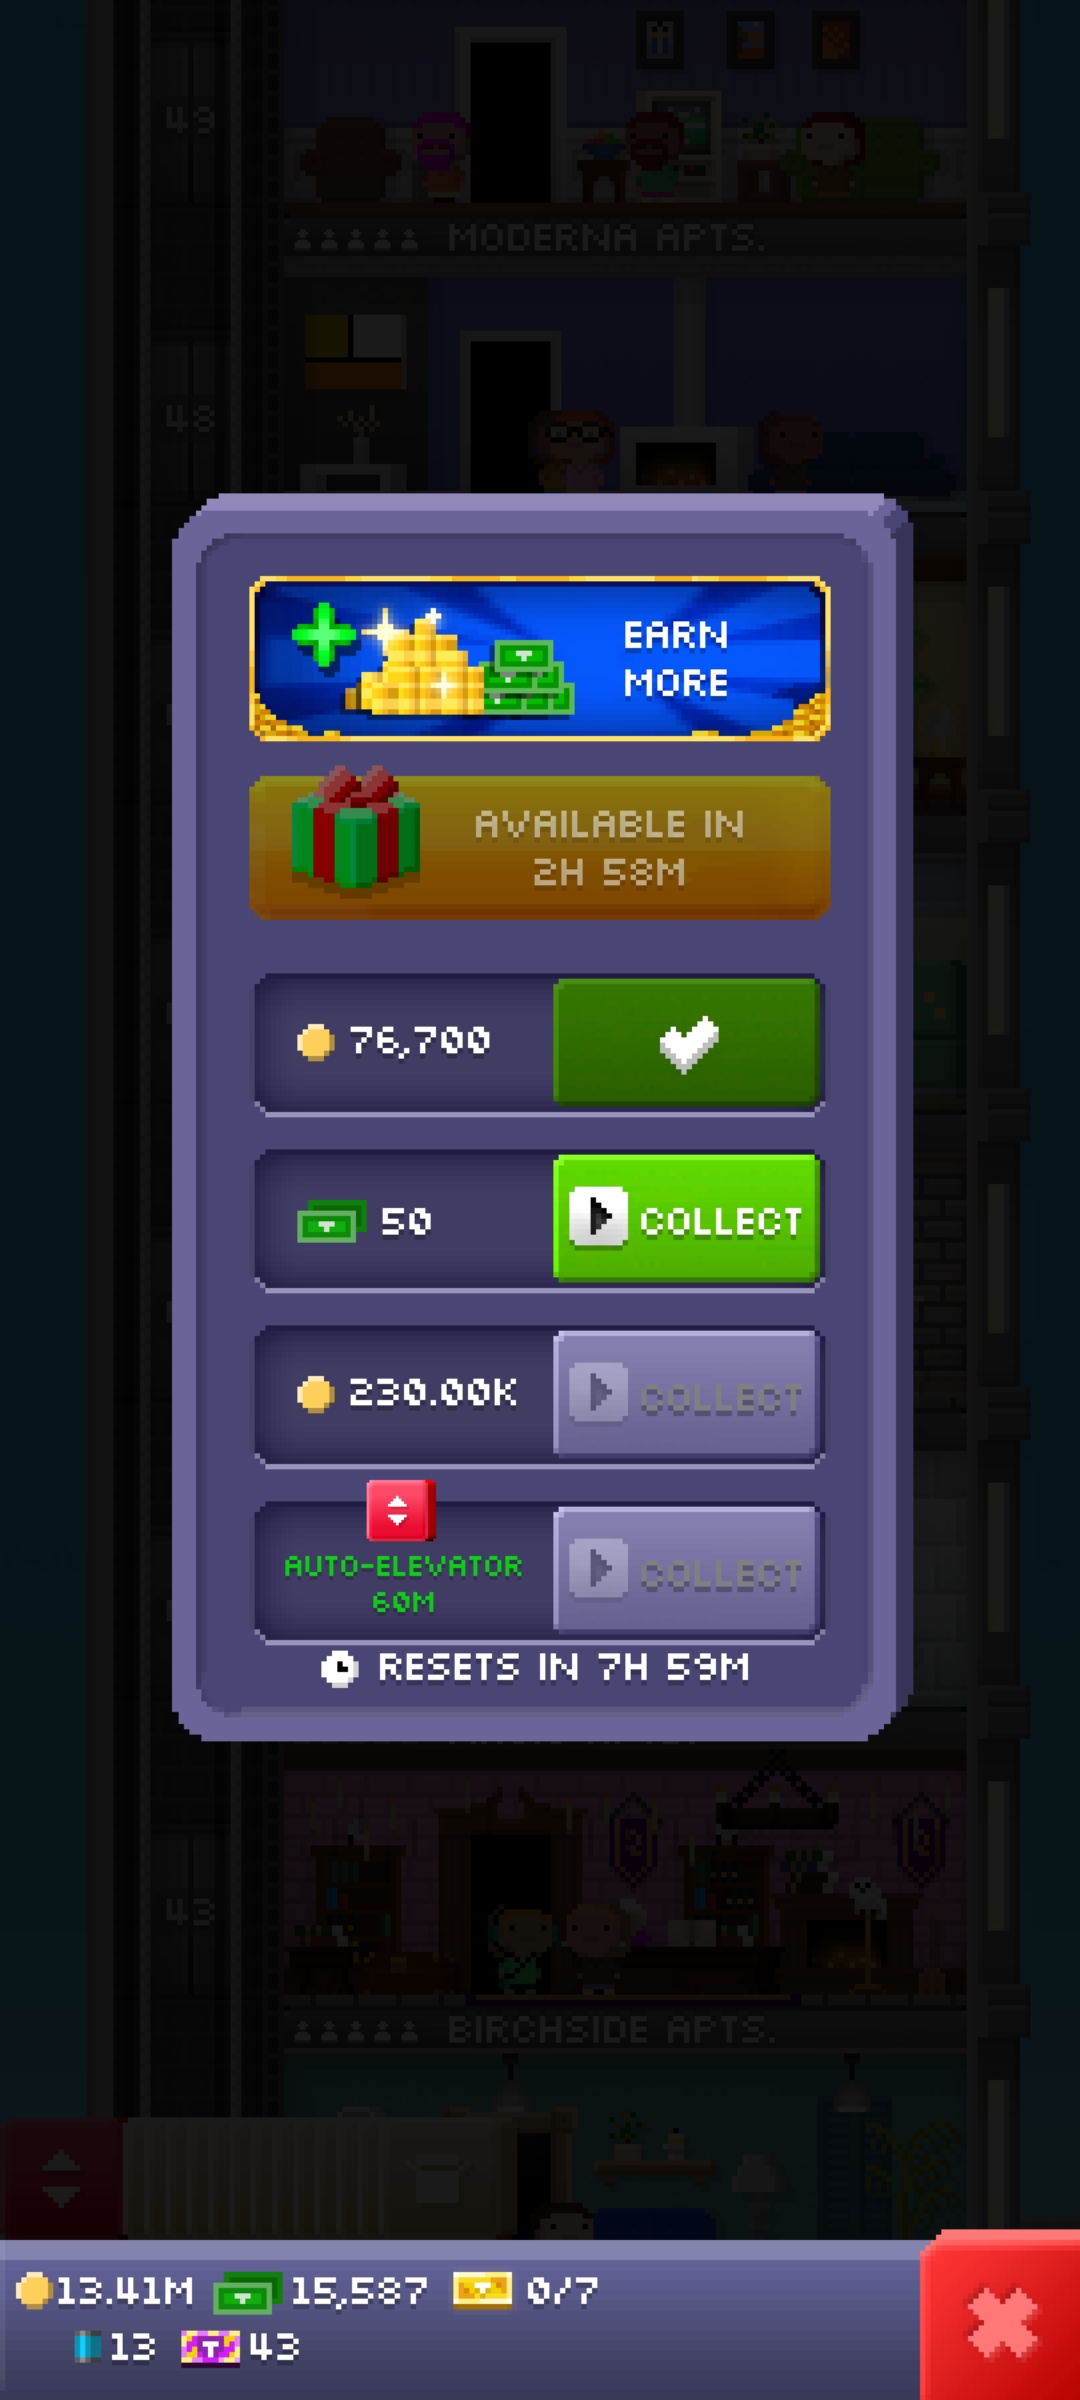 49
MODERNA APTS.
48
EARN
MORE
AVAILABLE IN
2H 58M
76,700
50
COLLECT
230.00K
COLLECT
AUTO-ELEVATOR
60M
COLLECT
RESETS IN 7H 59M
43
BIRCHSIDE APTS.
13.41M 15,587 0/7
13 43